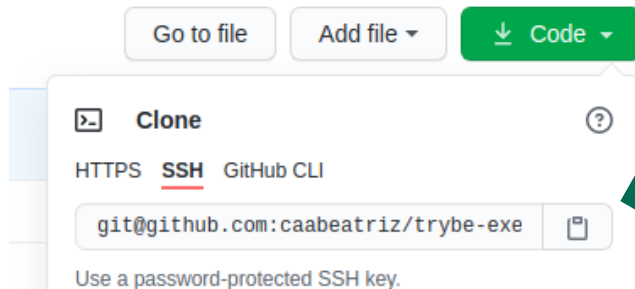 Go to file Add file Code
Clone
HTTPS SSH GitHub CLI
git@github.com:caabeatriz/trybe-exe
Use a password-protected SSH key.